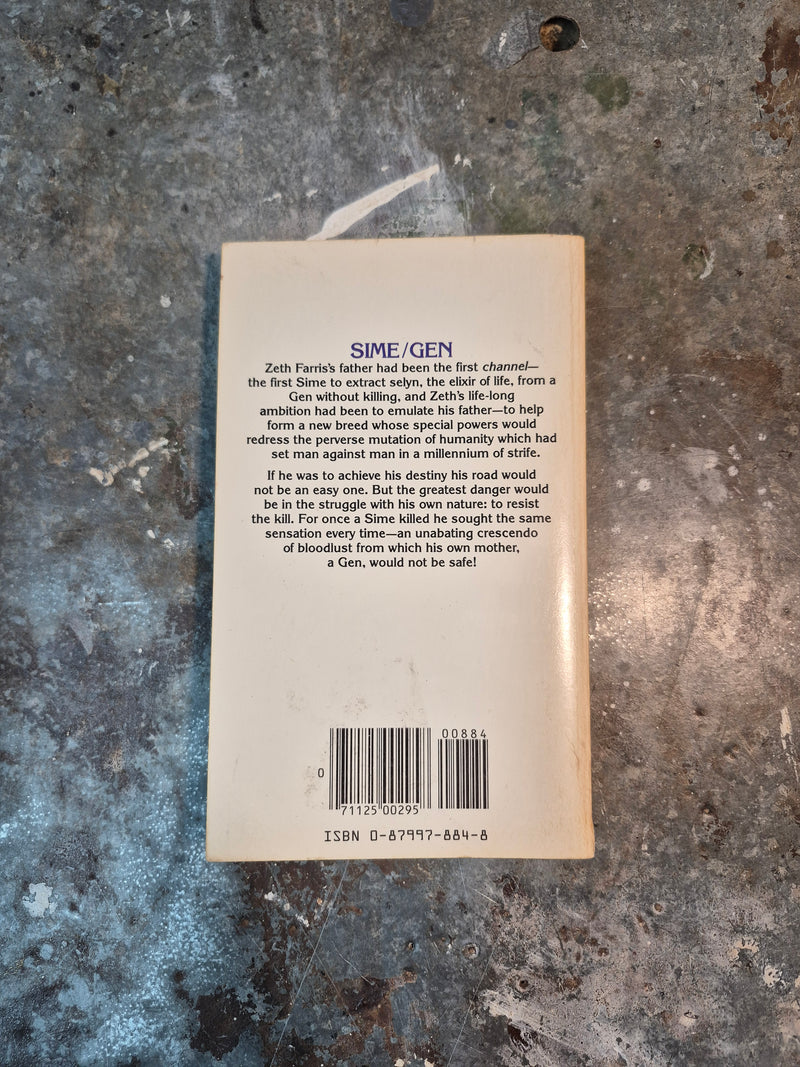 SIME/GEN
Zeth Farris's father had been the first channel—
the first Sime to extract selyn, the elixir of life, from a
Gen without killing, and Zeth's life-long
ambition had been to emulate his father—to help
form a new breed whose special powers would
redress the perverse mutation of humanity which had
set man against man in a millennium of strife.
If he was to achieve his destiny his road would
not be an easy one. But the greatest danger would
be in the struggle with his own nature: to resist
the kill. For once a Sime killed he sought the same
sensation every time—an unabating crescendo
of bloodlust from which his own mother,
a Gen, would not be safe!
00884
0
71125 00295
ISBN 0-87997-884-8